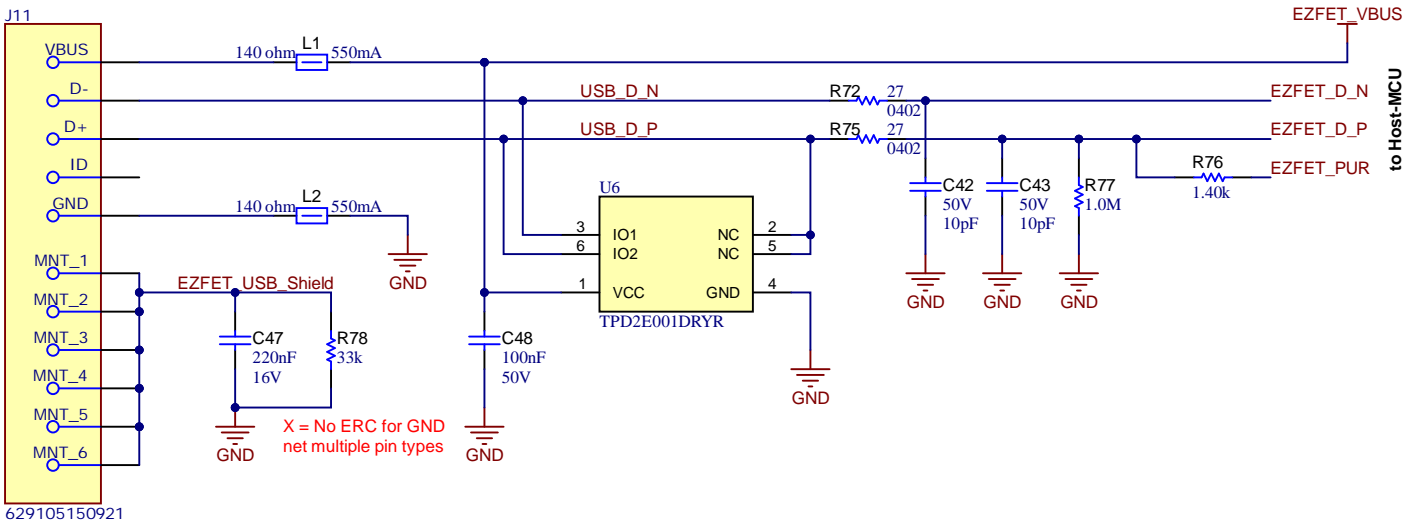 J11
EZFET_VBUS
VBUS
140 ohm
L1
550mA
D-
USB_D_N
R72
27
0402
EZFET_D_N
D+
USB_D_P
R75
27
0402
EZFET_D_P
to Host-MCU
ID
R76
1.40k
EZFET_PUR
GND
140 ohm
L2
550mA
GND
U6
3
IO1
NC
2
6
IO2
NC
5
1
VCC
GND
4
TPD2E001DRYR
C42
50V
10pF
GND
C43
50V
10pF
GND
R77
1.0M
GND
MNT_1
EZFET_USB_Shield
MNT_2
MNT_3
MNT_4
MNT_5
MNT_6
C47
220nF
16V
R78
33k
GND
X = No ERC for GND
net multiple pin types
C48
100nF
50V
GND
GND
629105150921